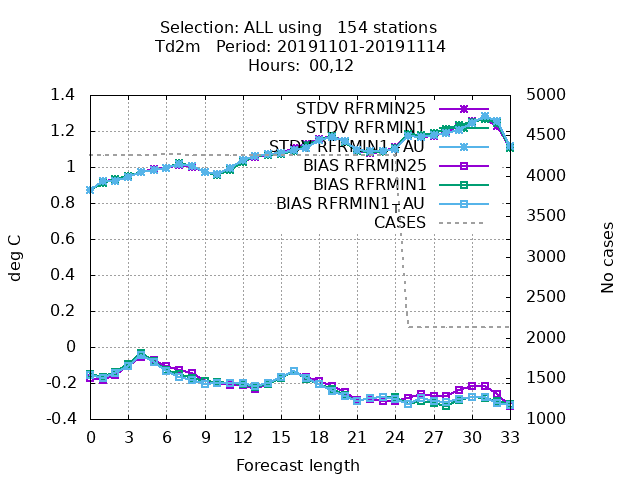 Selection: ALL using   154 stations
Td2m   Period: 20191101-20191114
Hours:  00,12
1.4
1.2
1
0.8
0.6
0.4
0.2
0
-0.2
-0.4
deg C
5000
4500
4000
3500
3000
2500
2000
1500
1000
No cases
STDV RFRMIN25
STDV RFRMIN1
STDV RFRMIN1_AU
BIAS RFRMIN25
BIAS RFRMIN1
BIAS RFRMIN1_AU
CASES
0 3 6 9 12 15 18 21 24 27 30 33
Forecast length